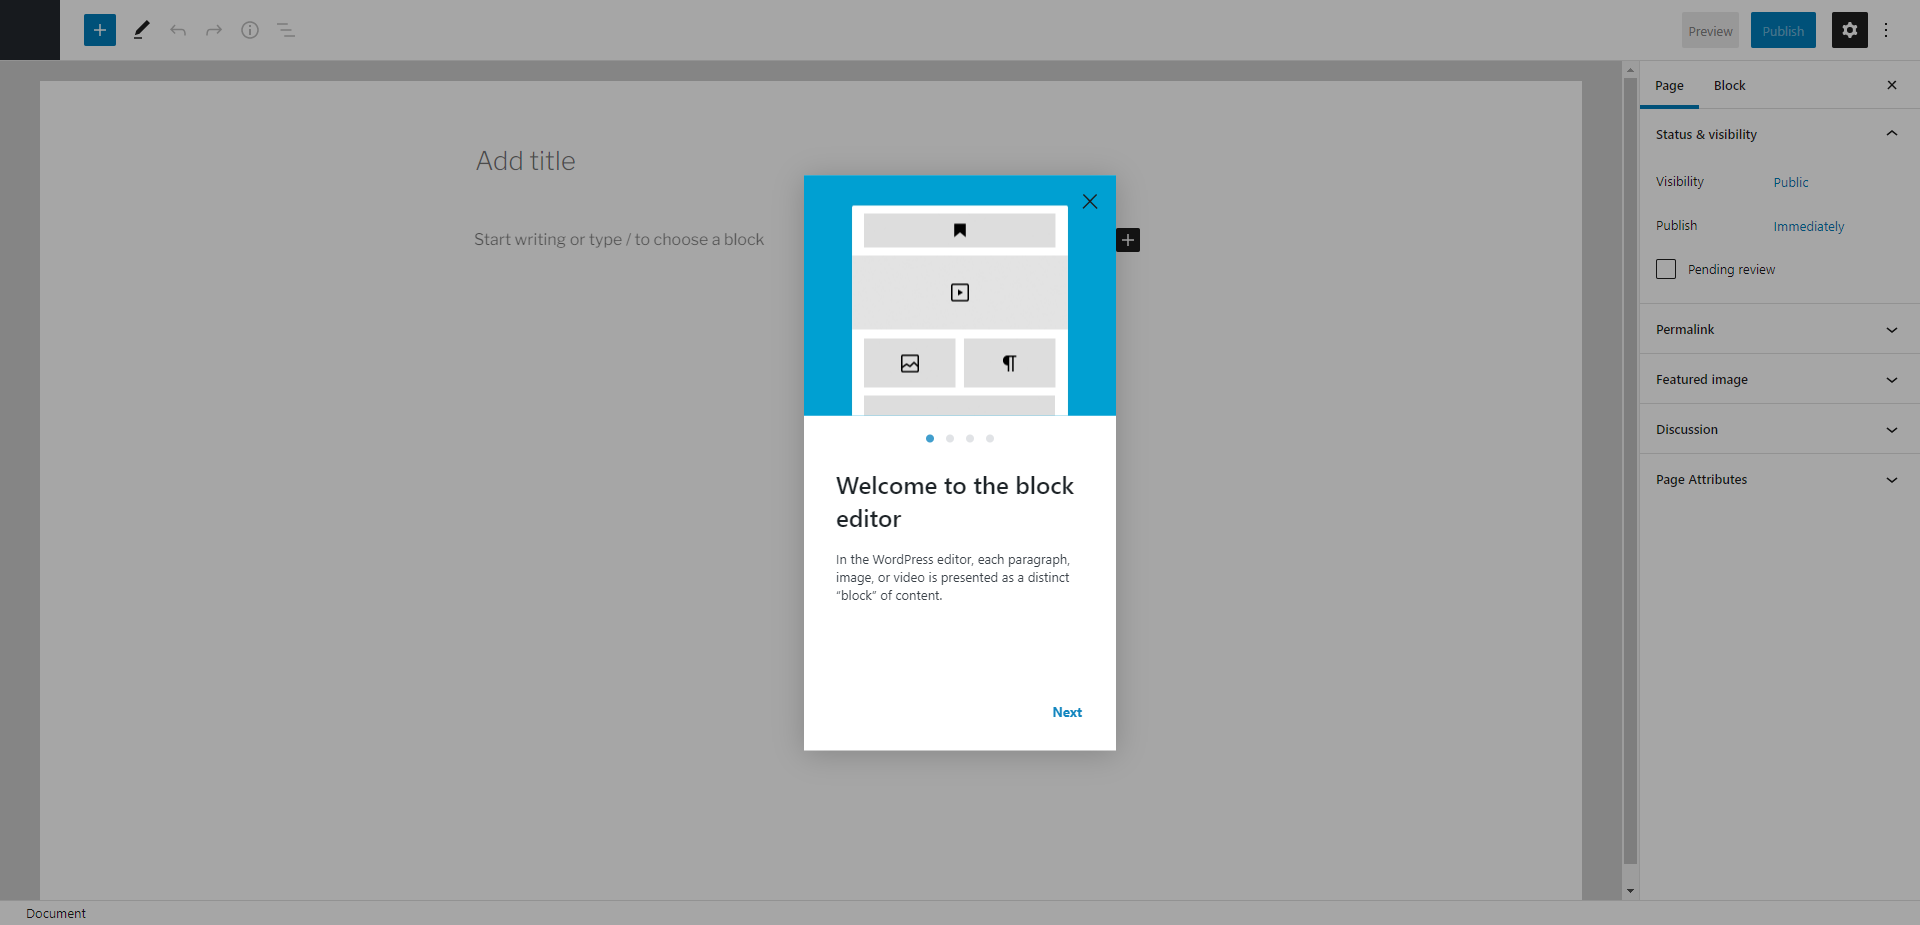 Preview
Publish
Page
Block
Status & visibility
Visibility
Public
Publish
Immediately
Pending review
Permalink
Featured image
Discussion
Page Attributes
Add title
Start writing or type / to choose a block
Welcome to the block
editor
In the WordPress editor, each paragraph,
image, or video is presented as a distinct
“block” of content.
Next
Document